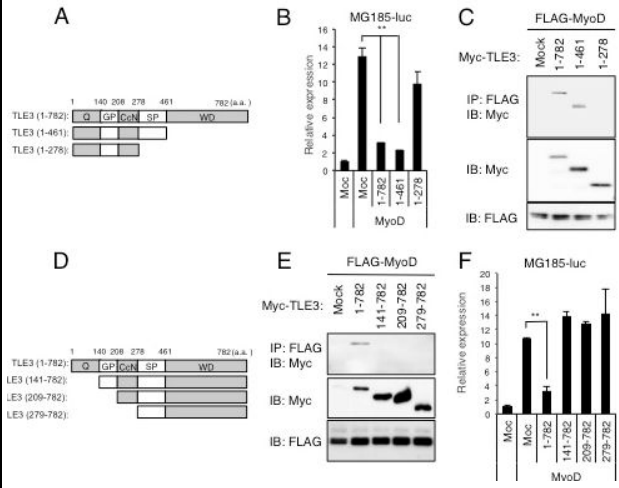 A
1 140 208 278 461 782 (a.a.)
TLE3 (1-782): Q GP CcN SP WD
TLE3 (1-461):
TLE3 (1-278):
B
MG185-luc
Relative expression
16
14
12
10
8
6
4
2
0
**
Moc Moc 1-782 1-461 1-278
MyoD
C
FLAG-MyoD
Myc-TLE3: Mock 1-782 1-461 1-278
IP: FLAG
IB: Myc
IB: Myc
IB: FLAG
D
1 140 208 278 461 782 (a.a.)
TLE3 (1-782): Q GP CcN SP WD
LE3 (141-782):
LE3 (209-782):
LE3 (279-782):
E
FLAG-MyoD
Myc-TLE3: Mock 1-782 141-782 209-782 279-782
IP: FLAG
IB: Myc
IB: Myc
IB: FLAG
F
MG185-luc
Relative expression
20
18
16
14
12
10
8
6
4
2
0
**
Moc Moc 1-782 141-782 209-782 279-782
MyoD